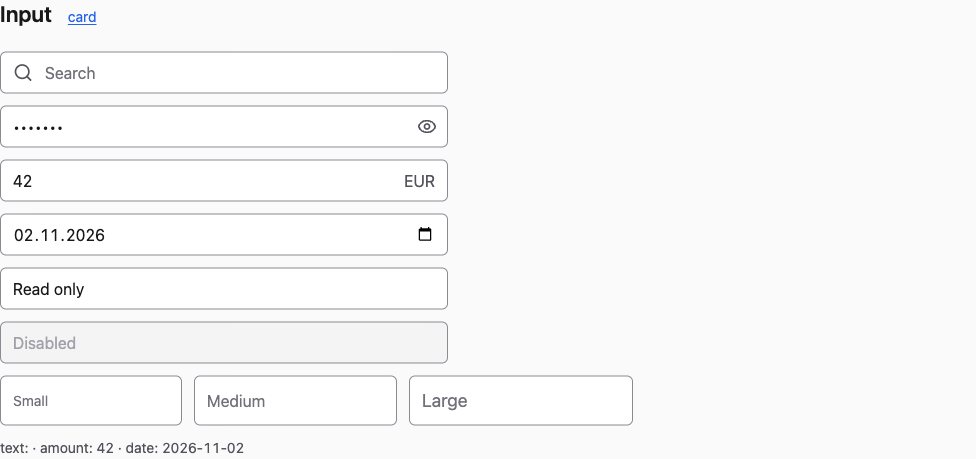 Input card
Search
•••••••
42 EUR
02.11.2026
Read only
Disabled
Small Medium Large
text: · amount: 42 · date: 2026-11-02